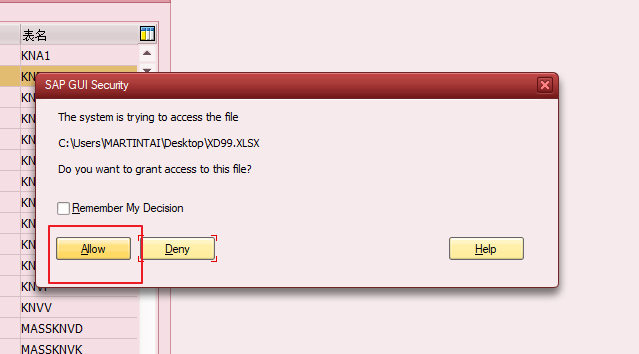 表名
KNA1
KN
SAP GUI Security
KNA
The system is trying to access the file
KN
C:\Users\MARTINTAI\Desktop\XD99.XLSX
KN
Do you want to grant access to this file?
KN
KN
Remember My Decision
KN
KN
Allow
Deny
Help
KN
KNVV
MASSKNVD
MASSKNVK